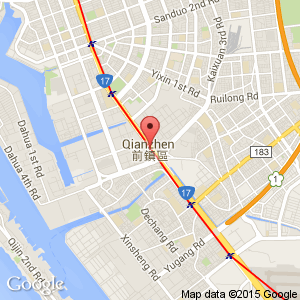 Sanduo 2nd Rd
Kaixuan 3rd Rd
17
Yixin 1st Rd
Ruilong Rd
Dahua 1st Rd
Qianzhen
前鎮區
183
Dahua 4th Rd
1
17
Dechang Rd
Xinsheng Rd
Yugang Rd
Qijin 2nd Rd
Google
Map data ©2015 Google